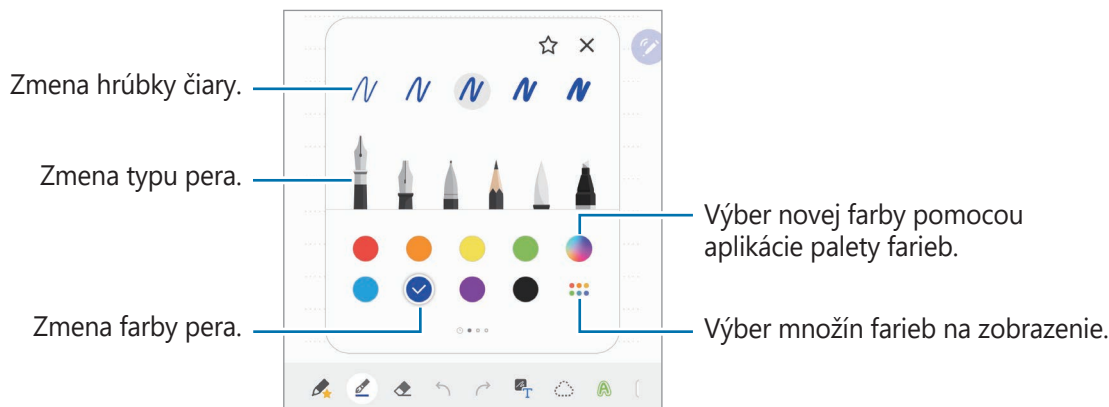 Zmena hrúbky čiary.
Zmena typu pera.
Výber novej farby pomocou
aplikácie palety farieb.
Zmena farby pera.
Výber množín farieb na zobrazenie.